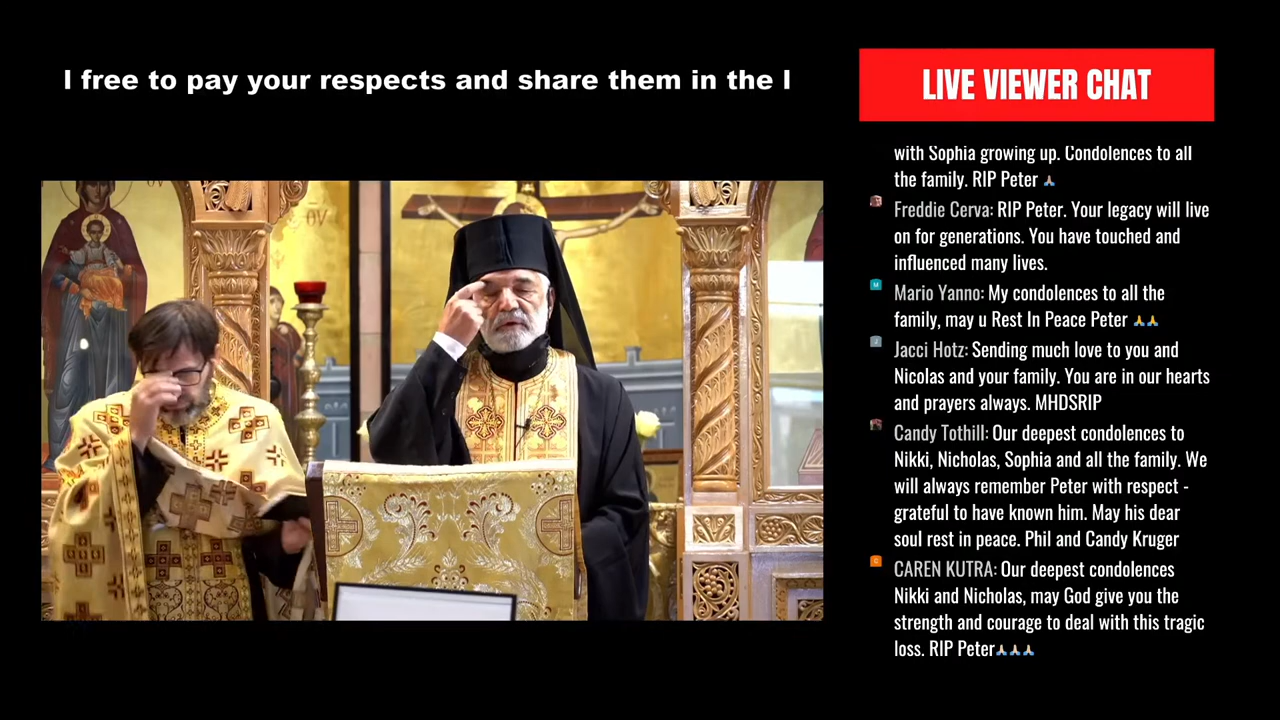 I free to pay your respects and share them in the l
LIVE VIEWER CHAT
with Sophia growing up. Condolences to all
the family. RIP Peter 🙏
Freddie Cerva: RIP Peter. Your legacy will live
on for generations. You have touched and
influenced many lives.
Mario Yanno: My condolences to all the
family, may u Rest In Peace Peter 🙏🙏
Jacci Hotz: Sending much love to you and
Nicolas and your family. You are in our hearts
and prayers always. MHDSRIP
Candy Tothill: Our deepest condolences to
Nikki, Nicholas, Sophia and all the family. We
will always remember Peter with respect -
grateful to have known him. May his dear
soul rest in peace. Phil and Candy Kruger
CAREN KUTRA: Our deepest condolences
Nikki and Nicholas, may God give you the
strength and courage to deal with this tragic
loss. RIP Peter🙏🙏🙏